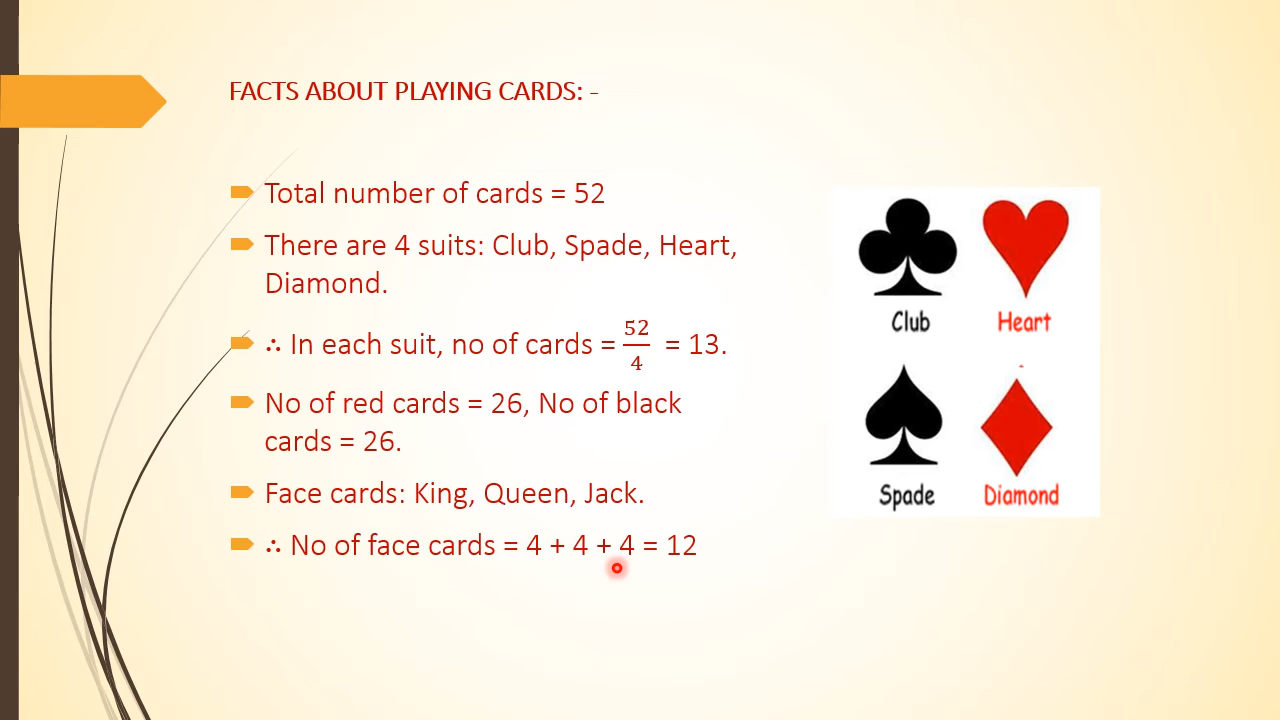 FACTS ABOUT PLAYING CARDS: -
Total number of cards = 52
There are 4 suits: Club, Spade, Heart,
Diamond.
∴ In each suit, no of cards = 52/4 = 13.
No of red cards = 26, No of black
cards = 26.
Face cards: King, Queen, Jack.
∴ No of face cards = 4 + 4 + 4 = 12
Club Heart
Spade Diamond